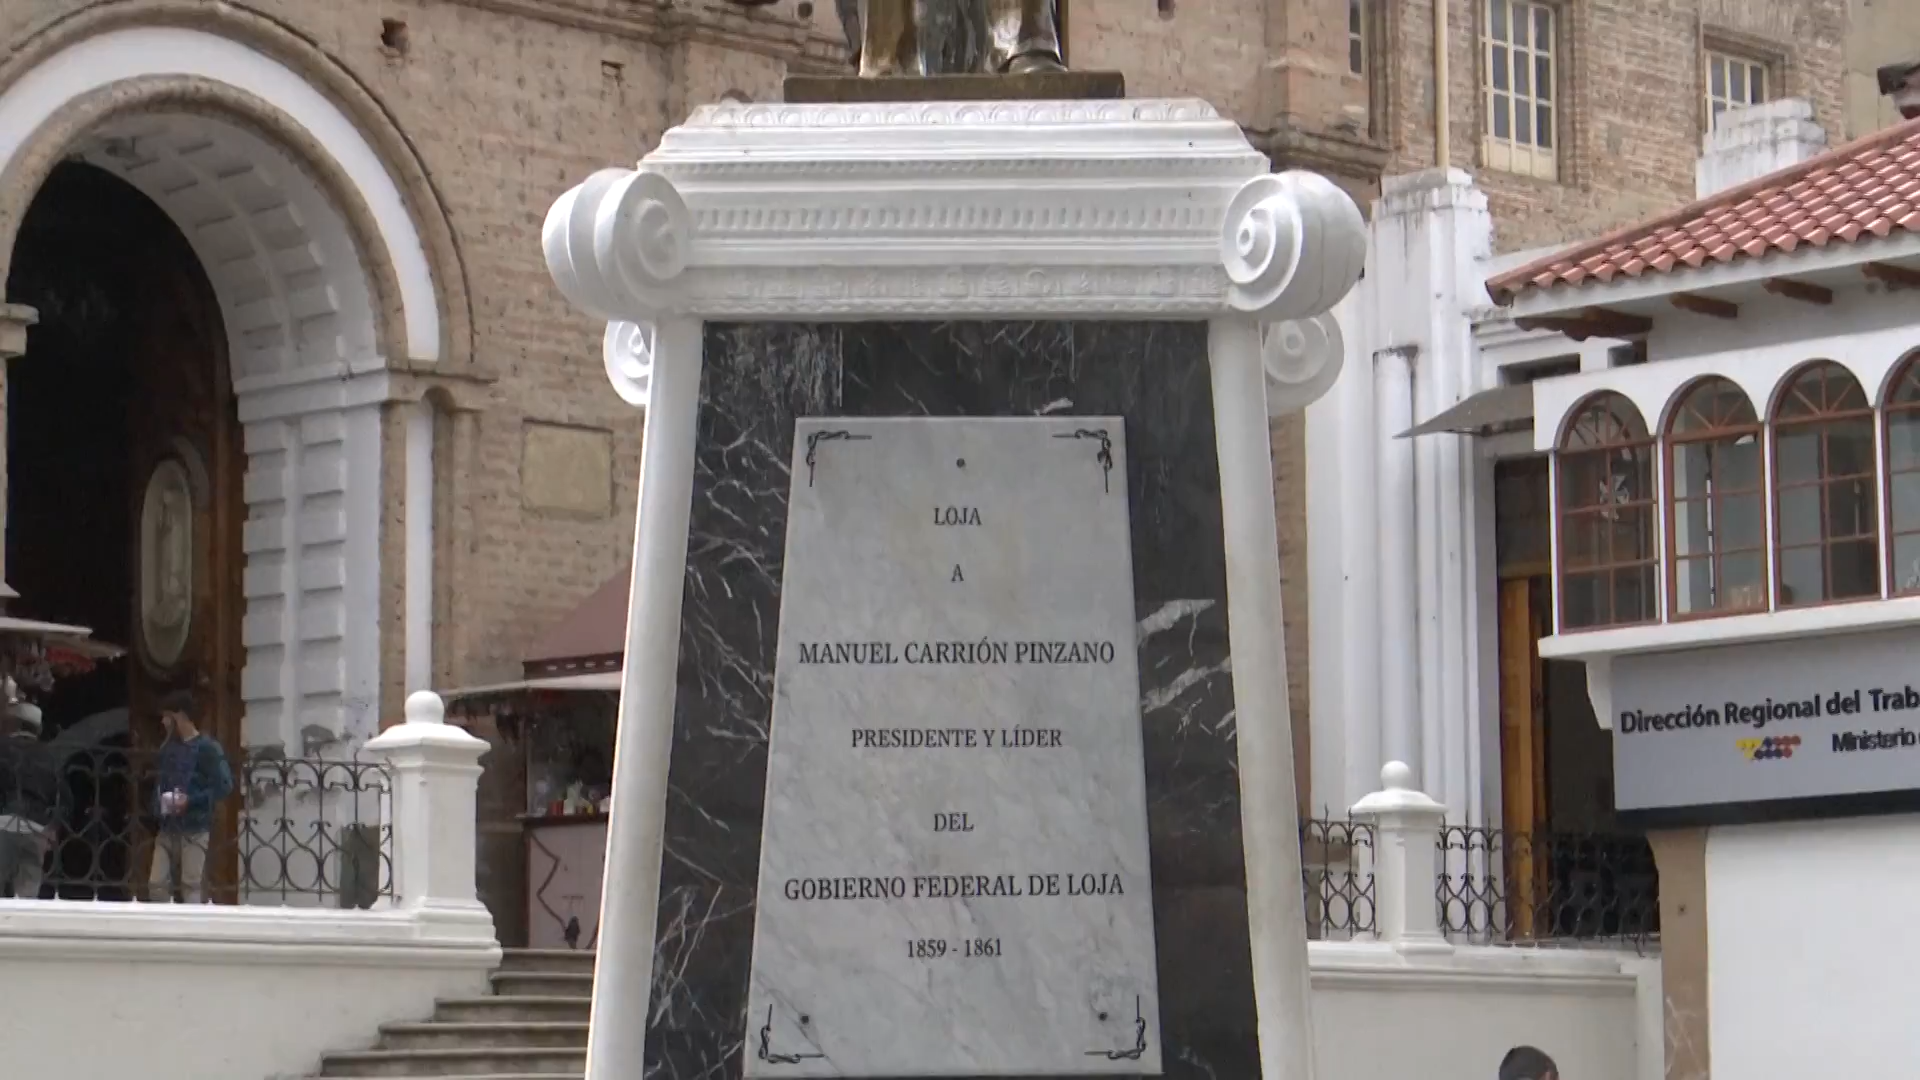 LOJA
A
MANUEL CARRIÓN PINZANO
PRESIDENTE Y LÍDER
DEL
GOBIERNO FEDERAL DE LOJA
1859 - 1861
Dirección Regional del Trab
Ministerio